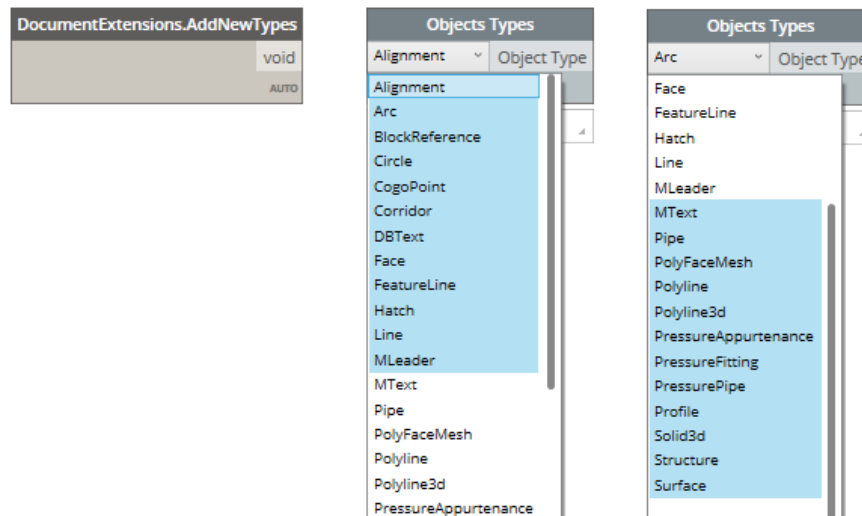 DocumentExtensions.AddNewTypes
void
AUTO
Objects Types
Alignment Object Type
Alignment
Arc
BlockReference
Circle
CogoPoint
Corridor
DBText
Face
FeatureLine
Hatch
Line
MLeader
MText
Pipe
PolyFaceMesh
Polyline
Polyline3d
PressureAppurtenance
Objects Types
Arc Object Type
Face
FeatureLine
Hatch
Line
MLeader
MText
Pipe
PolyFaceMesh
Polyline
Polyline3d
PressureAppurtenance
PressureFitting
PressurePipe
Profile
Solid3d
Structure
Surface